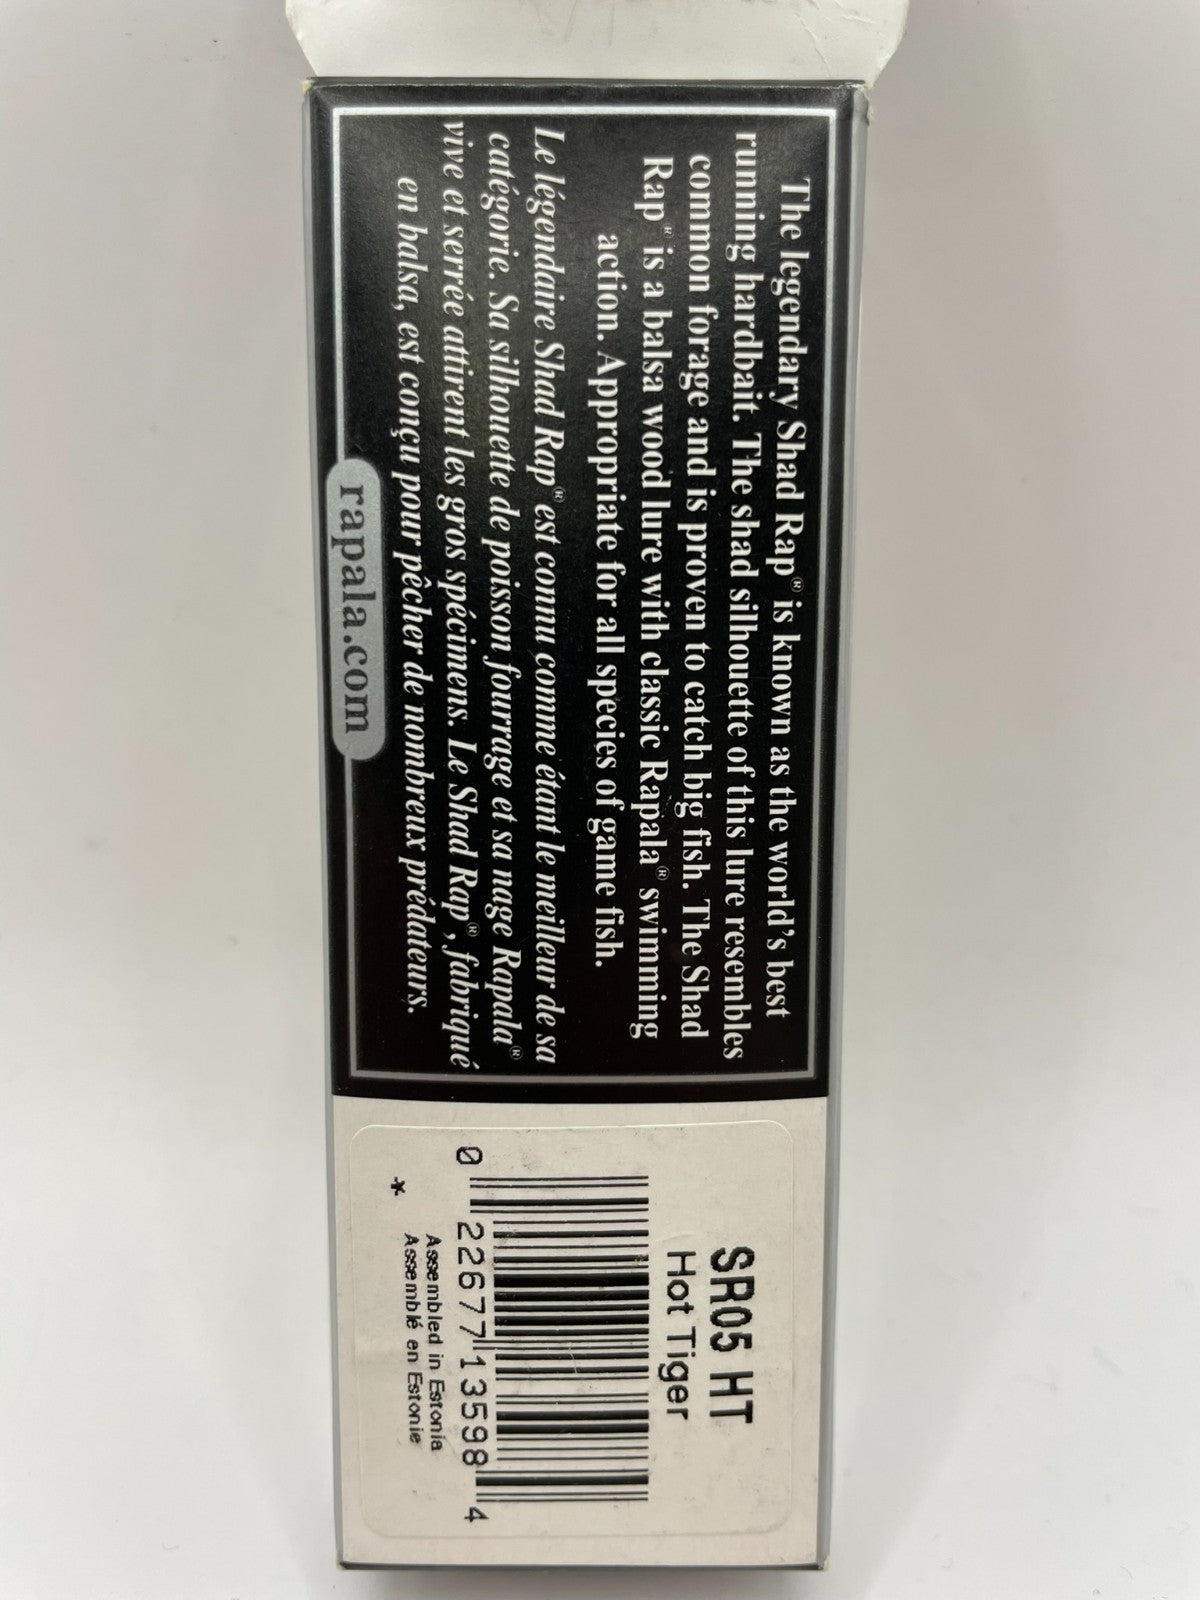 The legendary Shad Rap® is known as the world's best
running hardbait. The shad silhouette of this lure resembles
common forage and is proven to catch big fish. The Shad
Rap® is a balsa wood lure with classic Rapala® swimming
action. Appropriate for all species of game fish.
Le légendaire Shad Rap® est connu comme étant le meilleur de sa
catégorie. Sa silhouette de poisson fourrage et sa nage Rapala®
vive et serrée attirent les gros spécimens. Le Shad Rap®, fabriqué
en balsa, est conçu pour pêcher de nombreux prédateurs.
rapala.com
SR05 HT
Hot Tiger
0 22677 13598 4
Assembled in Estonia
* Assemblé en Estonie